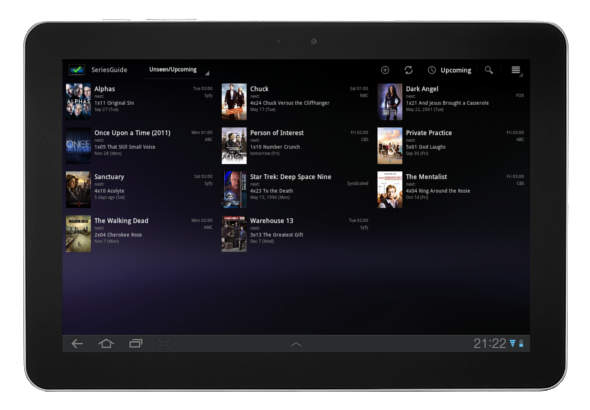 SeriesGuide Unseen/Upcoming Upcoming
Alphas Tue 03:00
next: Syfy
1x11 Original Sin
Sep 27 (Tue)
Chuck Sat 01:00
next: NBC
4x24 Chuck Versus the Cliffhanger
May 17 (Tue)
Dark Angel
next: FOX
1x21 And Jesus Brought a Casserole
May 22, 2001 (Tue)
Once Upon a Time (2011) Mon 01:00
next: ABC
1x05 That Still Small Voice
Nov 28 (Mon)
Person of Interest Fri 02:00
next: CBS
1x10 Number Crunch
tomorrow (Fri)
Private Practice Fri 03:00
next: ABC
5x01 God Laughs
Sep 30 (Fri)
Sanctuary Sat 03:00
next: Syfy
4x10 Acolyte
5 days ago (Sat)
Star Trek: Deep Space Nine
next: Syndicated
4x23 To the Death
May 13, 1996 (Mon)
The Mentalist Fri 03:00
next: CBS
4x04 Ring Around the Rosie
Oct 14 (Fri)
The Walking Dead Mon 02:00
next: AMC
2x04 Cherokee Rose
Nov 7 (Mon)
Warehouse 13 Tue 02:00
next: Syfy
3x13 The Greatest Gift
Dec 7 (Wed)
21:22